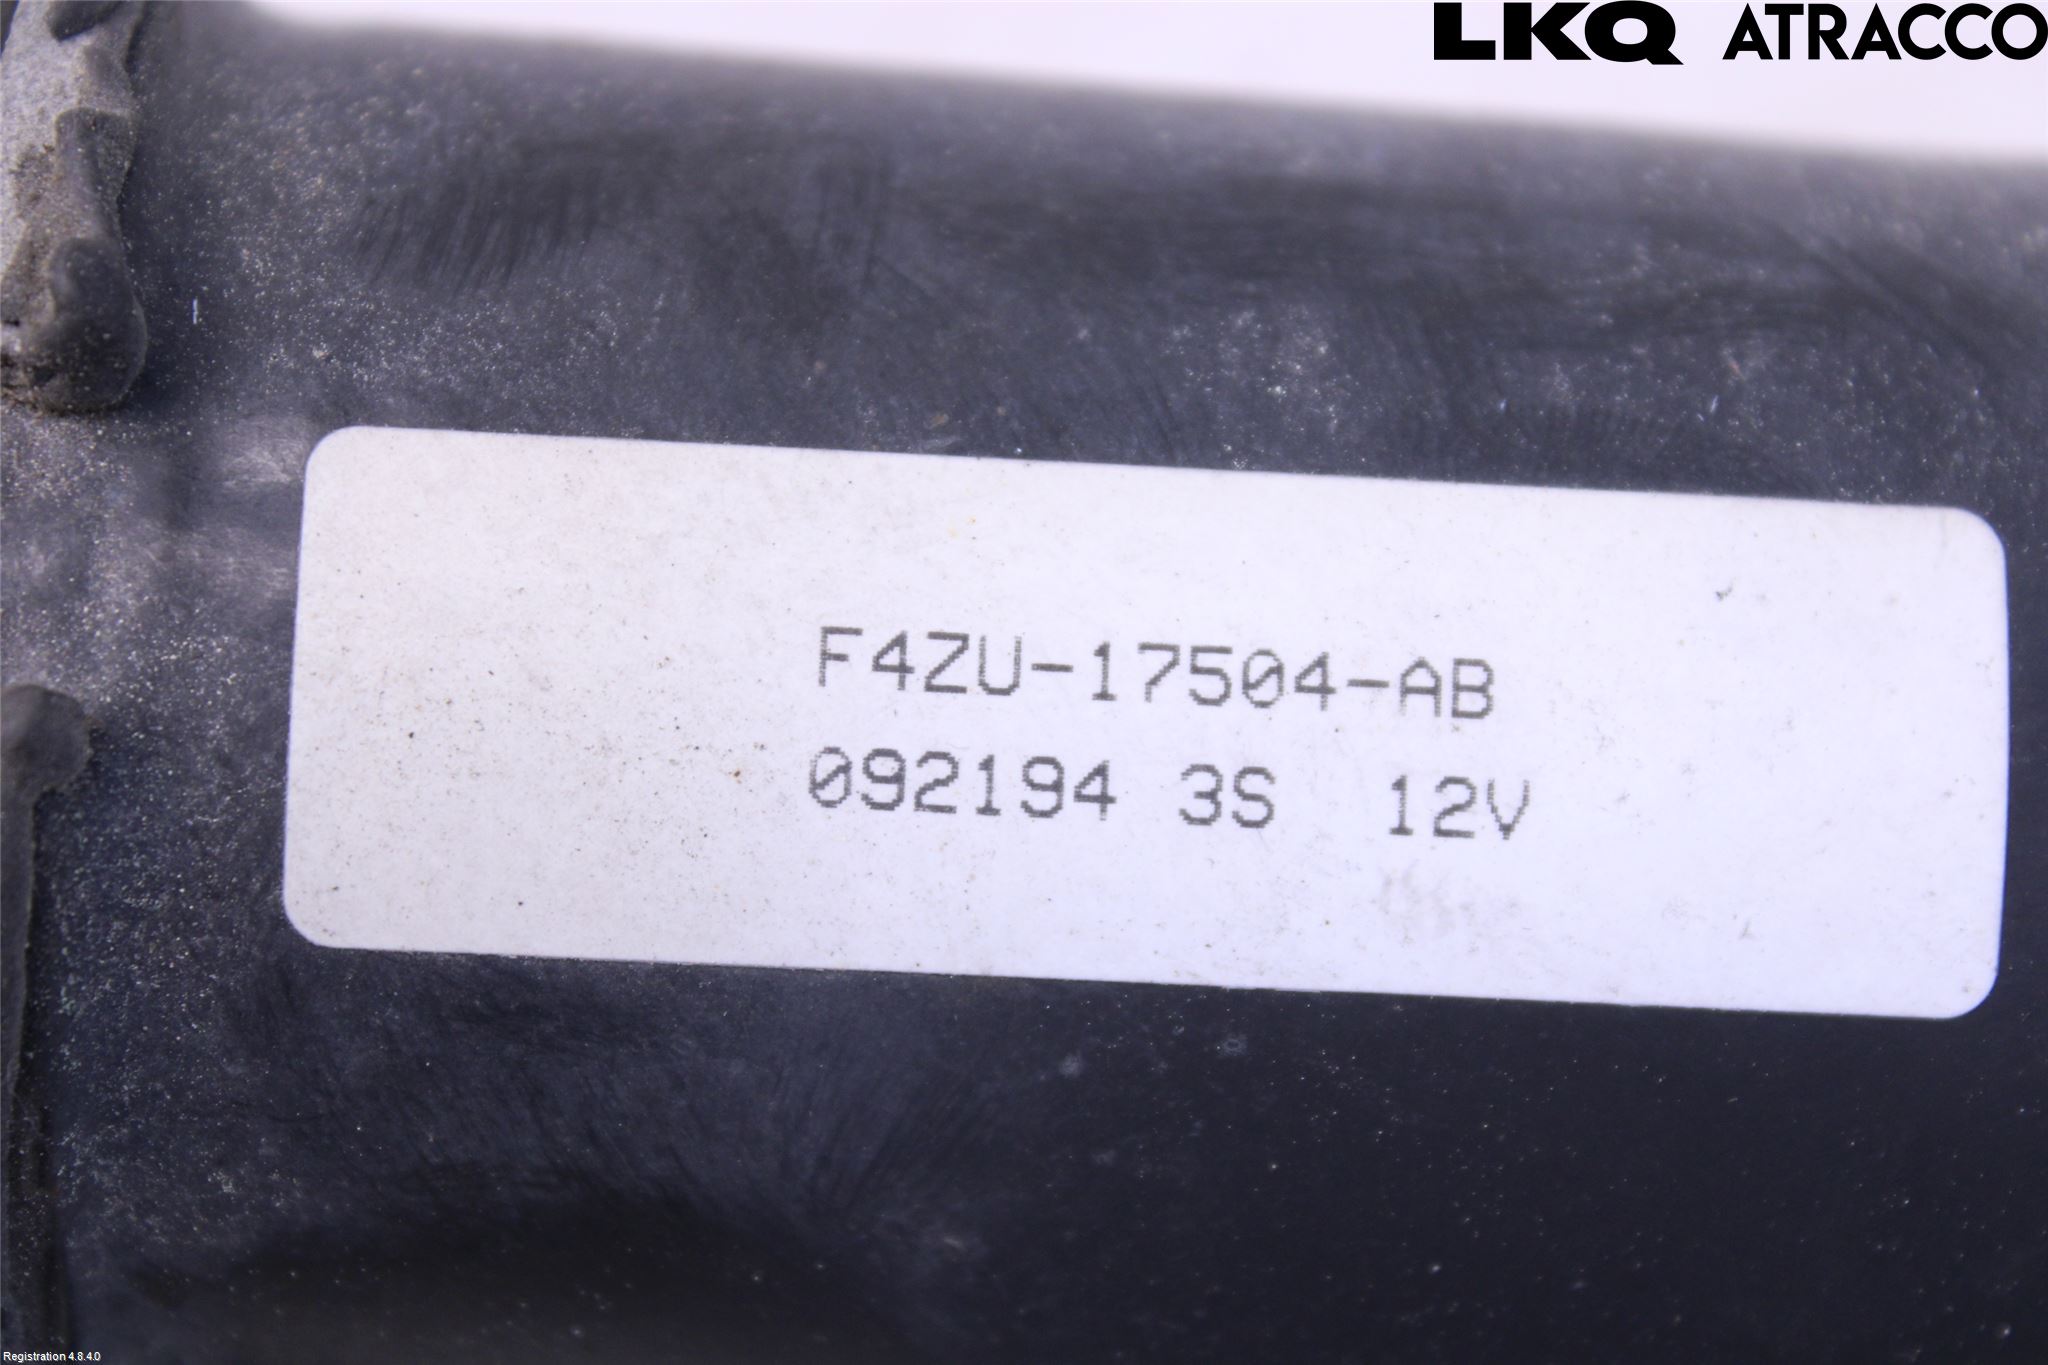 LKQ ATRACCO
F4ZU-17504-AB
092194 3S 12V
Registration 4.8.4.0